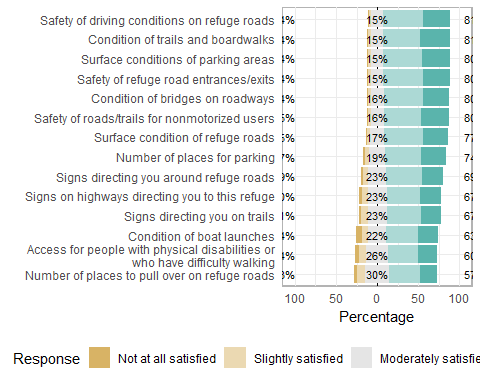 Safety of driving conditions on refuge roads 4% 15% 81
Condition of trails and boardwalks 4% 15% 81
Surface conditions of parking areas 4% 15% 80
Safety of refuge road entrances/exits 4% 15% 80
Condition of bridges on roadways 4% 16% 80
Safety of roads/trails for nonmotorized users 4% 16% 80
Surface condition of refuge roads 17% 77
Number of places for parking 7% 19% 74
Signs directing you around refuge roads 23%
Signs on highways directing you to this refuge 23% 67
Signs directing you on trails 23% 67
Condition of boat launches 4% 22% 63
Access for people with physical disabilities or
who have difficulty walking 4% 26% 60
Number of places to pull over on refuge roads 30% 57
100 50 0 50 100
Percentage
Response Not at all satisfied Slightly satisfied Moderately satisfie